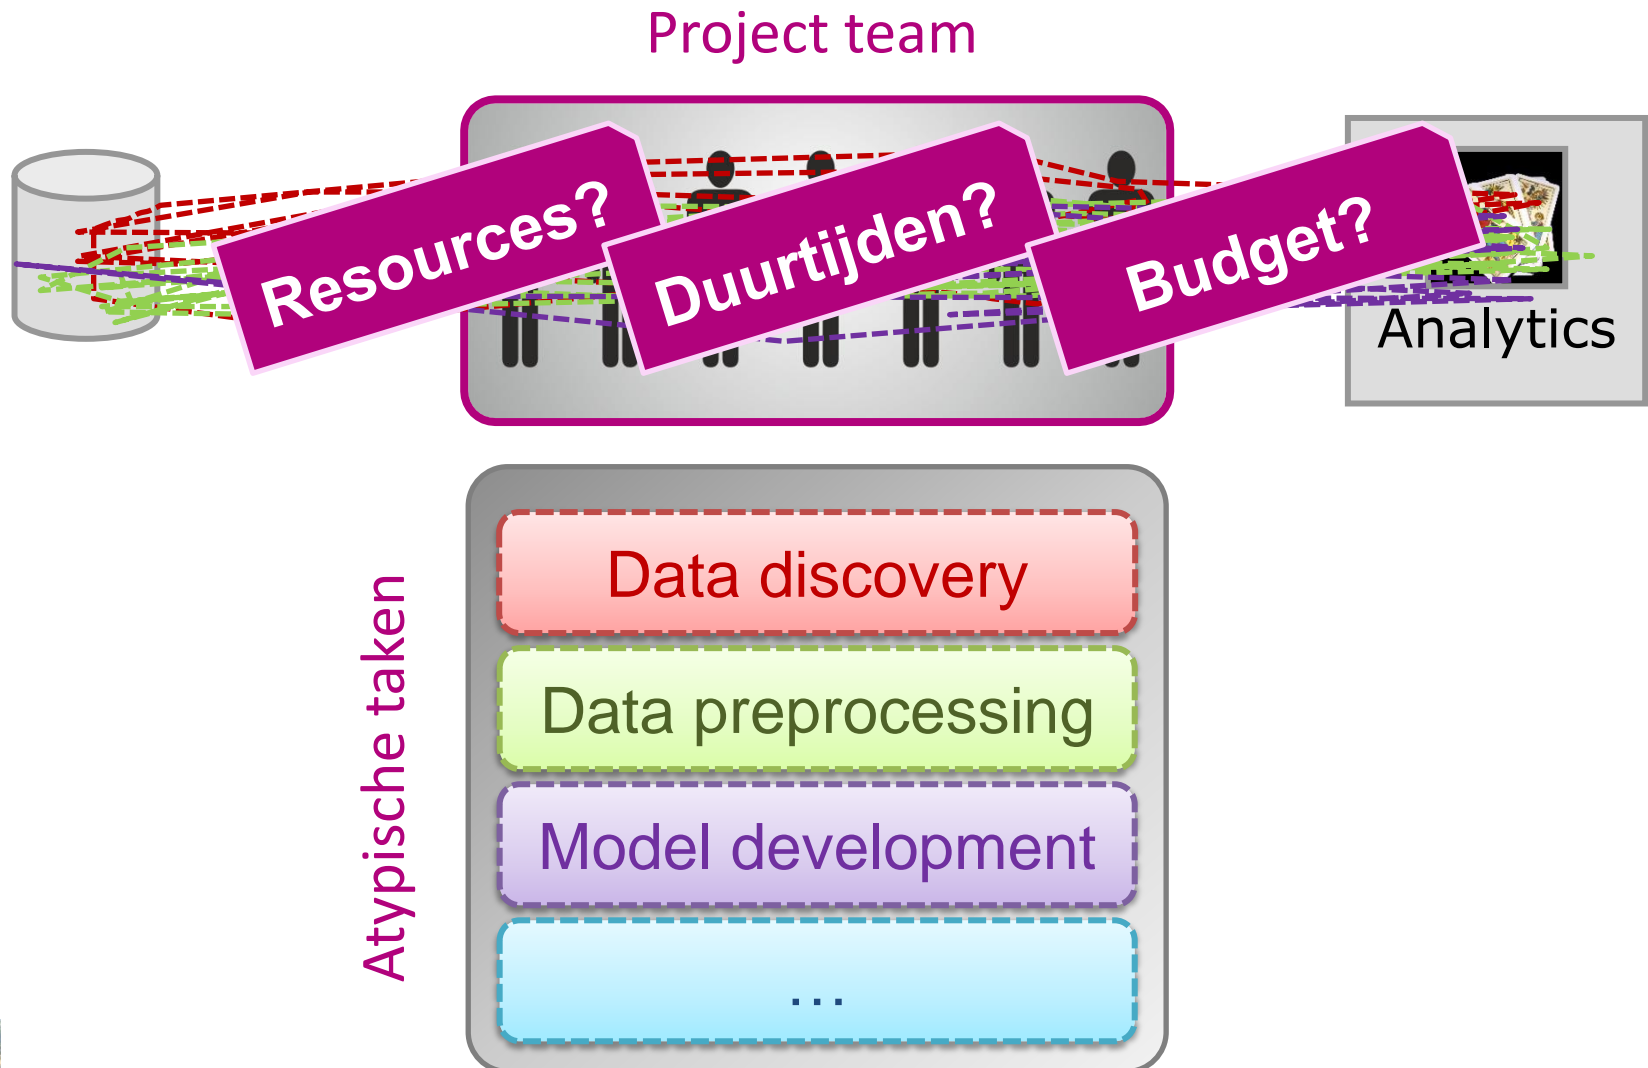 Project team
Resources?
Duurtijden?
Budget?
Analytics
Atypische taken
Data discovery
Data preprocessing
Model development
…